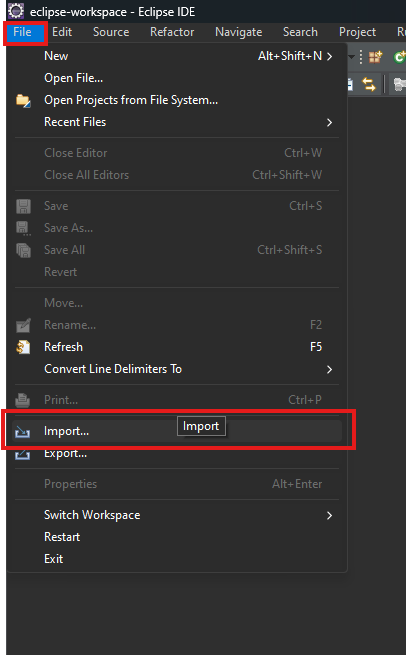 eclipse-workspace - Eclipse IDE
File Edit Source Refactor Navigate Search Project
New Alt+Shift+N
Open File...
Open Projects from File System...
Recent Files
Close Editor Ctrl+W
Close All Editors Ctrl+Shift+W
Save Ctrl+S
Save As...
Save All Ctrl+Shift+S
Revert
Move...
Rename... F2
Refresh F5
Convert Line Delimiters To
Print... Ctrl+P
Import... Import
Export...
Properties Alt+Enter
Switch Workspace
Restart
Exit